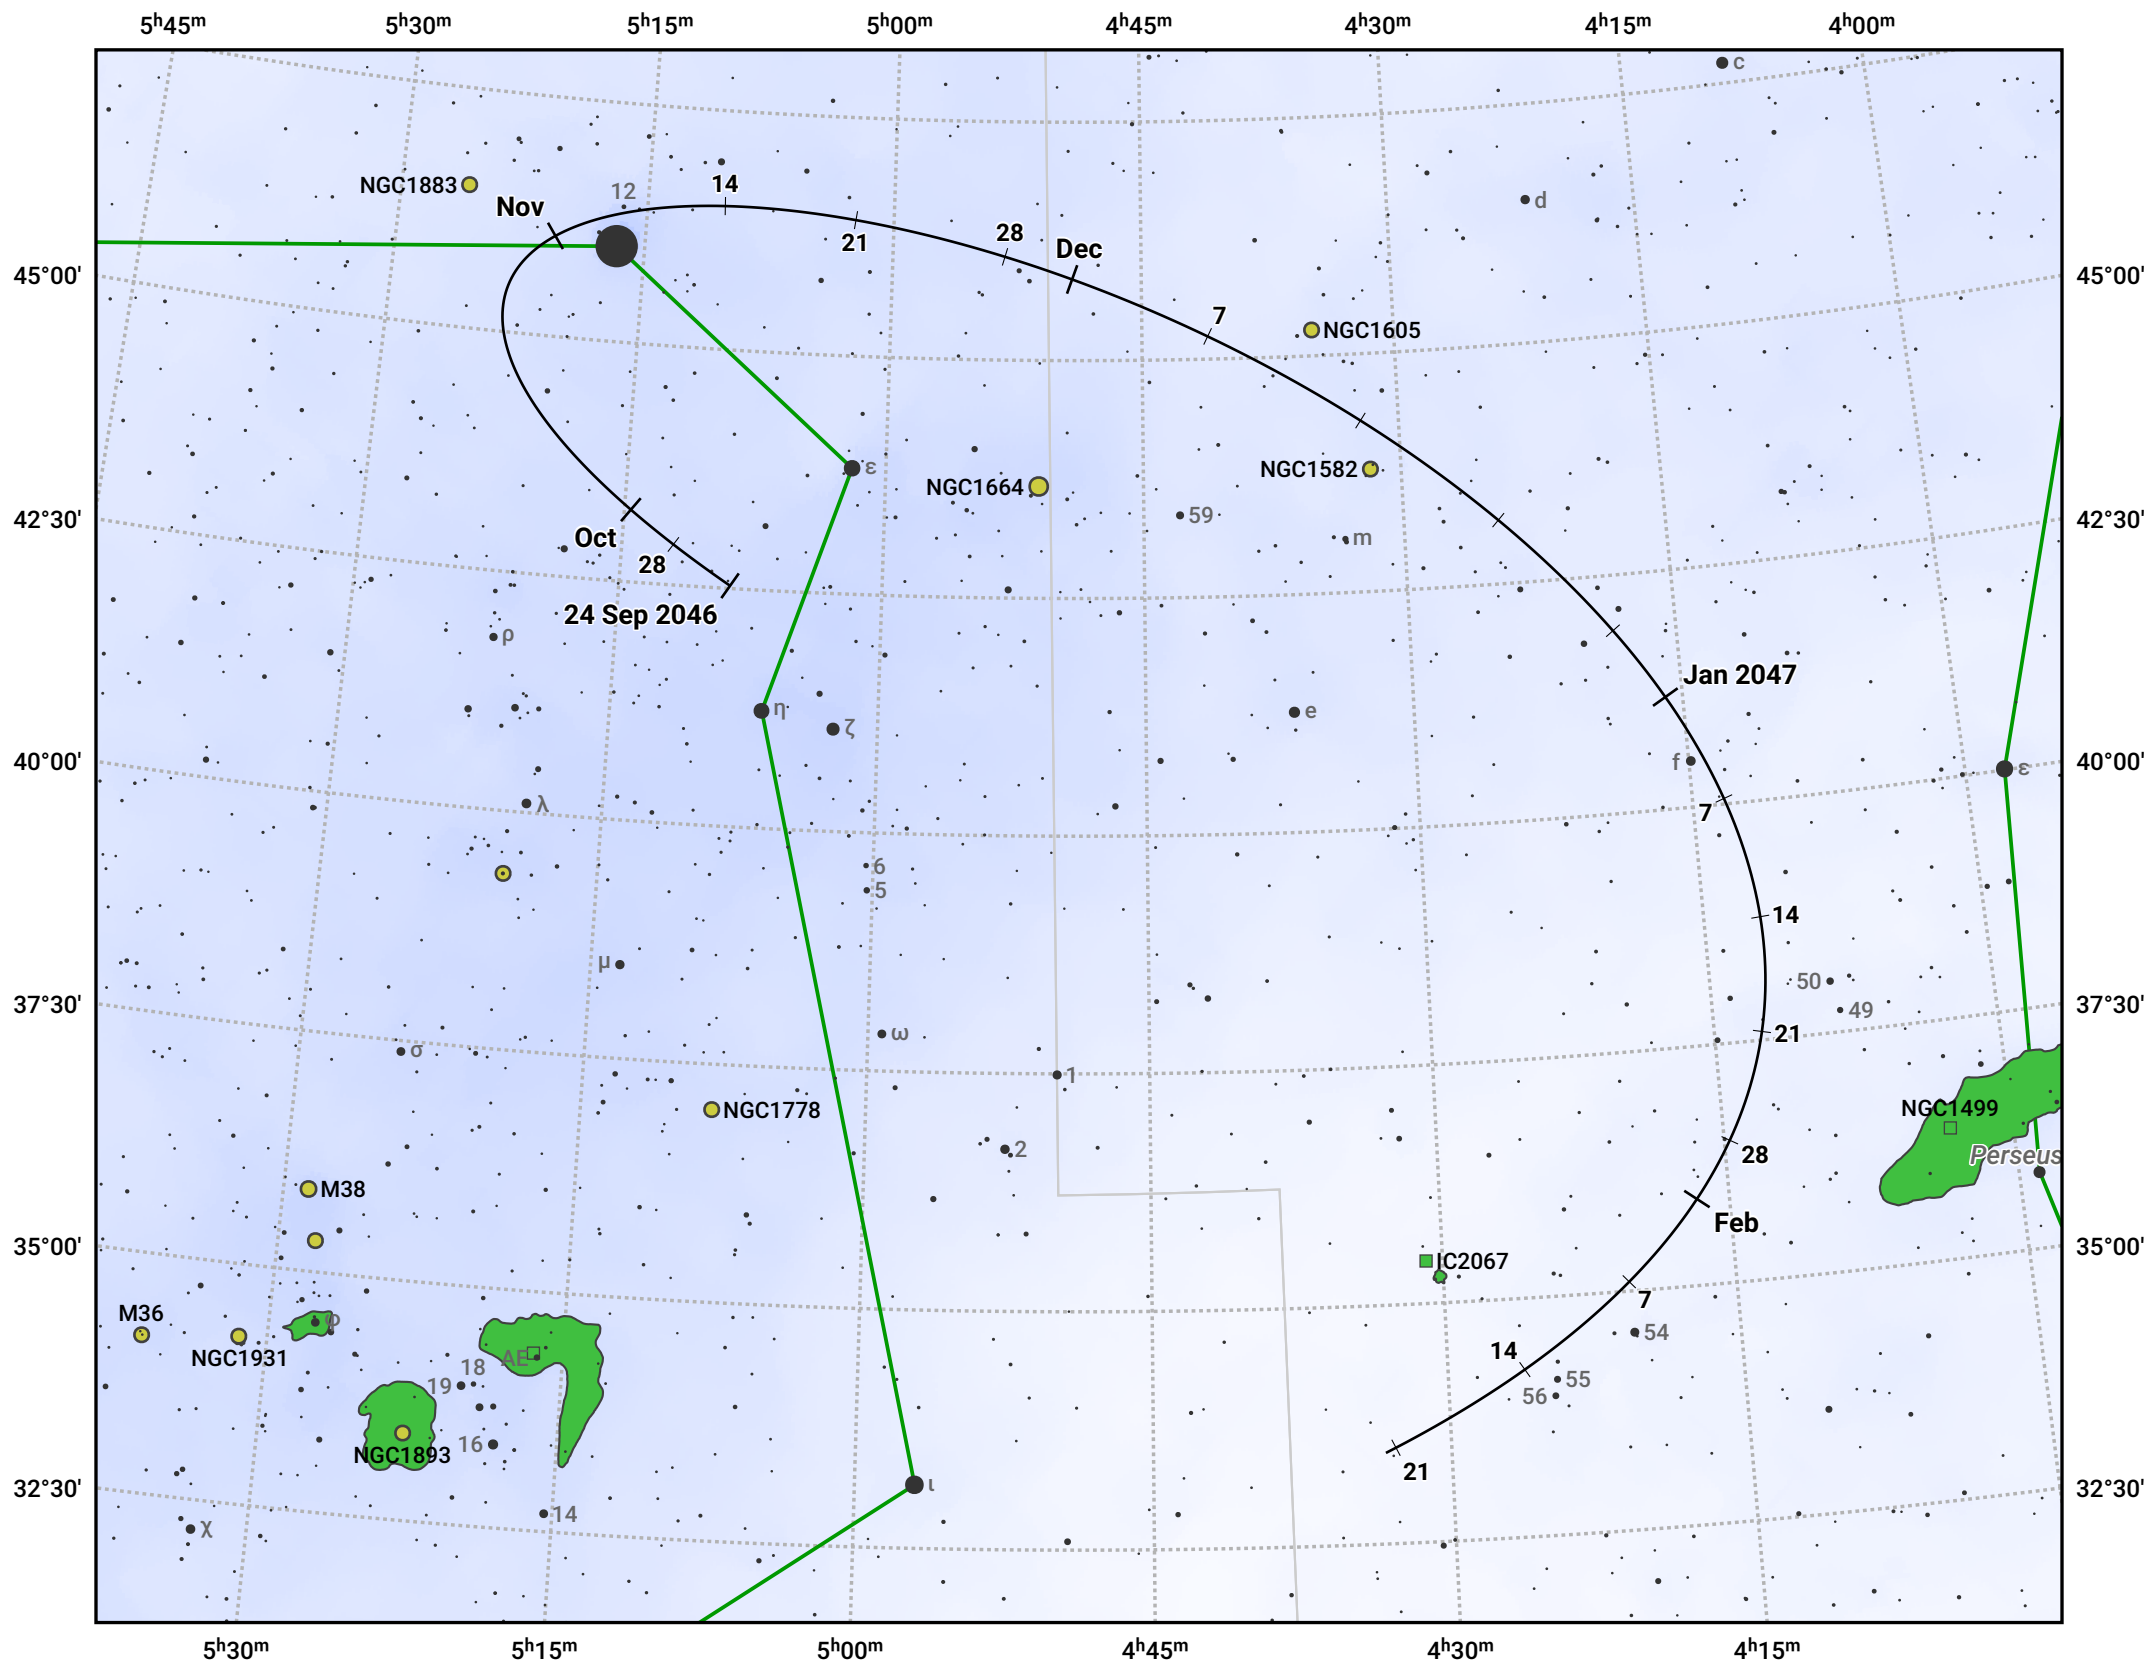 5h45m 5h30m 5h15m 5h00m 4h45m 4h30m 4h15m 4h00m
c
NGC1883
12
14
d
Nov
21
28
Dec
45°00'
45°00'
7
NGC1605
ε
NGC1582
NGC1664
59
42°30'
42°30'
Oct
m
28
24 Sep 2046
ρ
Jan 2047
η
ζ
e
40°00'
f
ε
40°00'
λ
7
6
5
14
μ
50
37°30'
49
37°30'
ω
21
σ
1
NGC1778
NGC1499
2
28
Perseus
M38
Feb
35°00'
IC2067
35°00'
M36
φ
7
NGC1931
AE
54
18
14
19
55
56
NGC1893
16
21
32°30'
ι
32°30'
χ
14
5h30m 5h15m 5h00m 4h45m 4h30m 4h15m